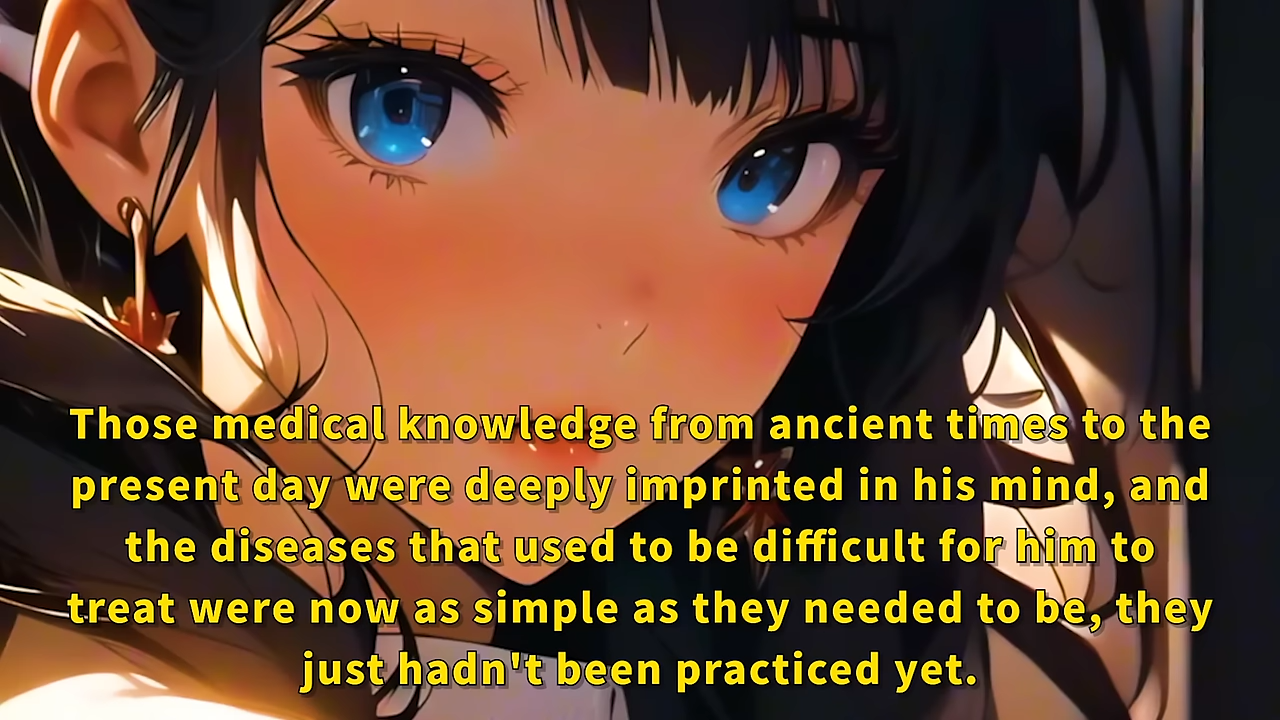 Those medical knowledge from ancient times to the
present day were deeply imprinted in his mind, and
the diseases that used to be difficult for him to
treat were now as simple as they needed to be, they
just hadn't been practiced yet.